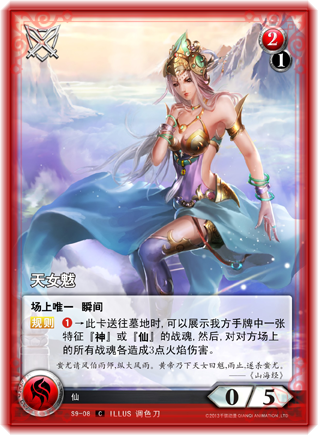 2
1
天女魃
场上唯一 瞬间
规则 1→此卡送往墓地时,可以展示我方手牌中一张
特征『神』或『仙』的战魂,然后,对对方场上
的所有战魂各造成3点火焰伤害。
蚩尤请风伯雨师,纵大风雨。黄帝乃下天女曰魃,雨止,遂杀蚩尤。
——《山海经》
仙
0/5
S9-08 C ILLUS 调色刀